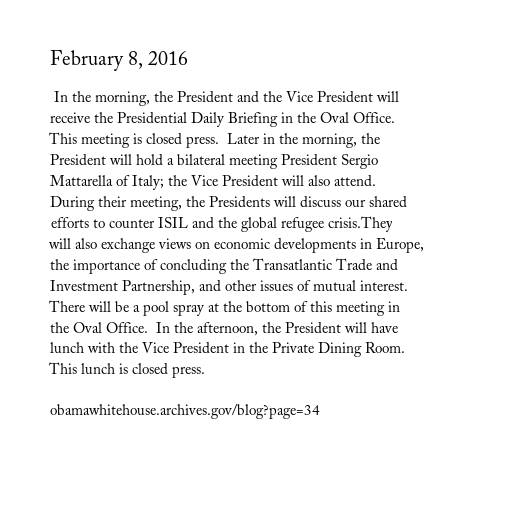 February 8, 2016
In the morning, the President and the Vice President will
receive the Presidential Daily Briefing in the Oval Office.
This meeting is closed press.  Later in the morning, the
President will hold a bilateral meeting President Sergio
Mattarella of Italy; the Vice President will also attend.
During their meeting, the Presidents will discuss our shared
efforts to counter ISIL and the global refugee crisis.They
will also exchange views on economic developments in Europe,
the importance of concluding the Transatlantic Trade and
Investment Partnership, and other issues of mutual interest.
There will be a pool spray at the bottom of this meeting in
the Oval Office.  In the afternoon, the President will have
lunch with the Vice President in the Private Dining Room.
This lunch is closed press.
obamawhitehouse.archives.gov/blog?page=34